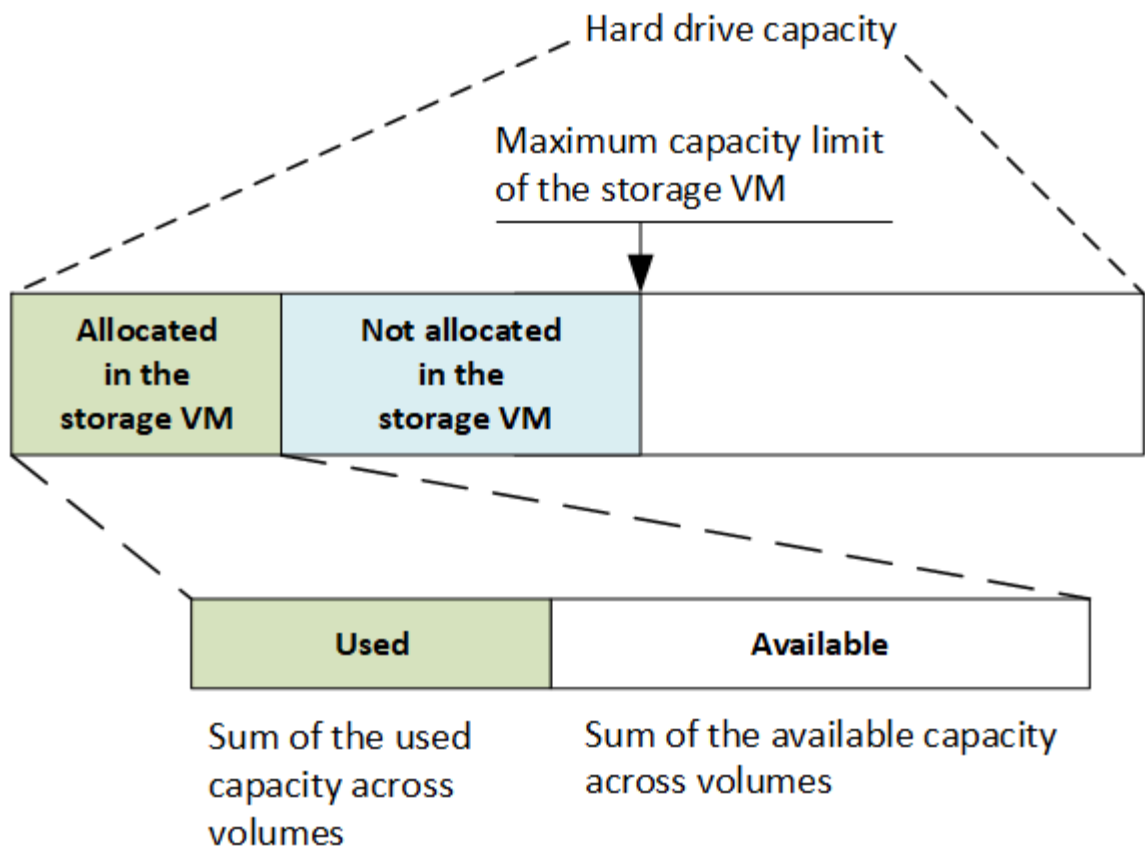 Hard drive capacity
Maximum capacity limit
of the storage VM
Allocated
in the
storage VM
Not allocated
in the
storage VM
Used
Available
Sum of the used
capacity across
volumes
Sum of the available capacity
across volumes